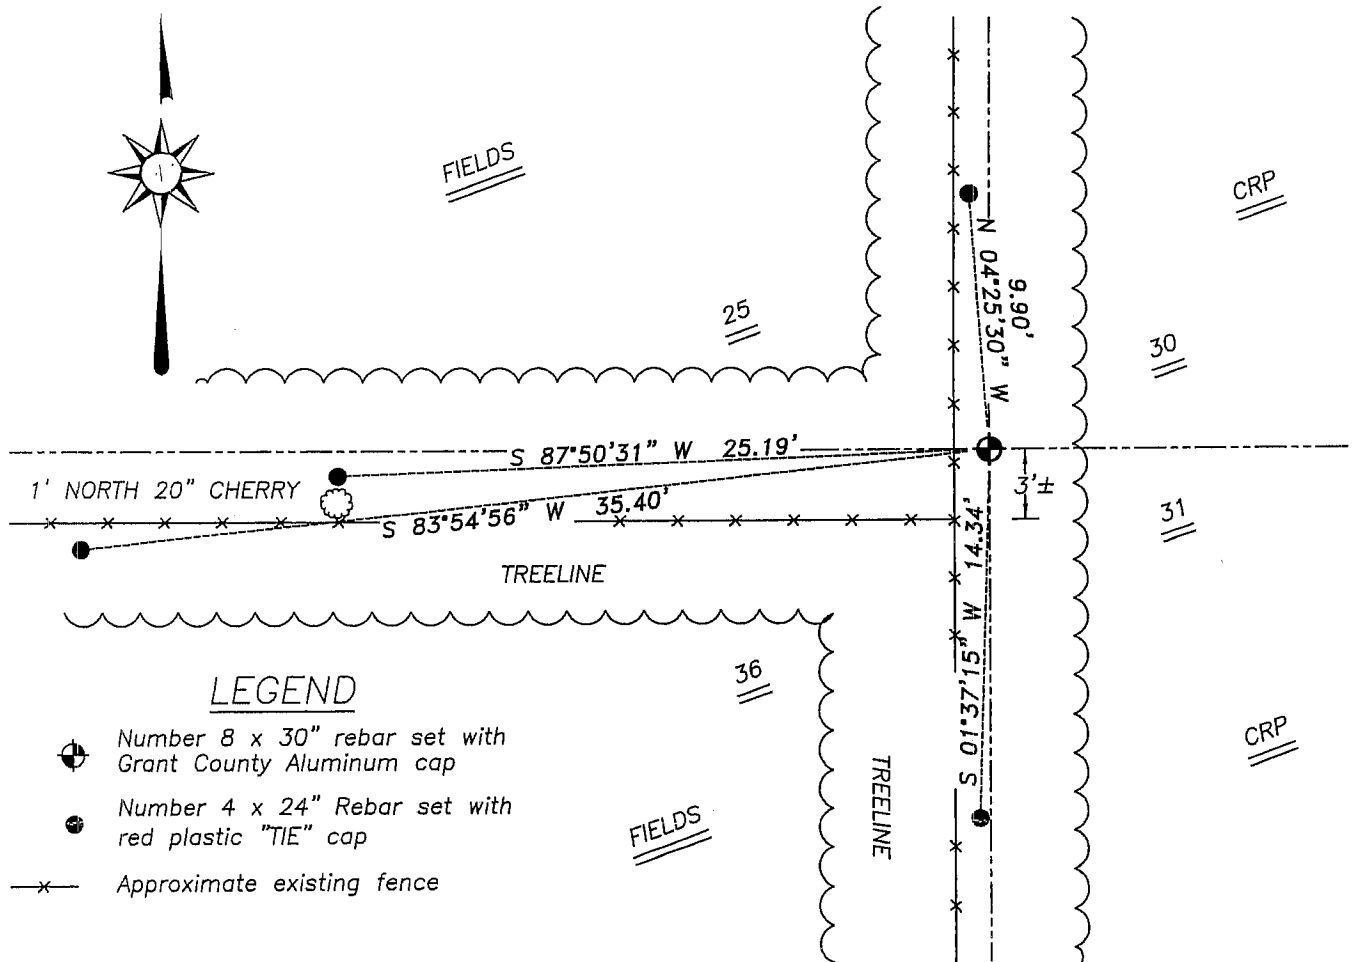 FIELDS
CRP
N 04°25'30" W
9.90'
25
30
S 87°50'31" W 25.19'
1' NORTH 20" CHERRY
S 83°54'56" W 35.40'
3'±
31
TREELINE
S 01°37'15" W 14.34'
36
LEGEND
Number 8 x 30" rebar set with
Grant County Aluminum cap
Number 4 x 24" Rebar set with
red plastic "TIE" cap
Approximate existing fence
FIELDS
TREELINE
CRP